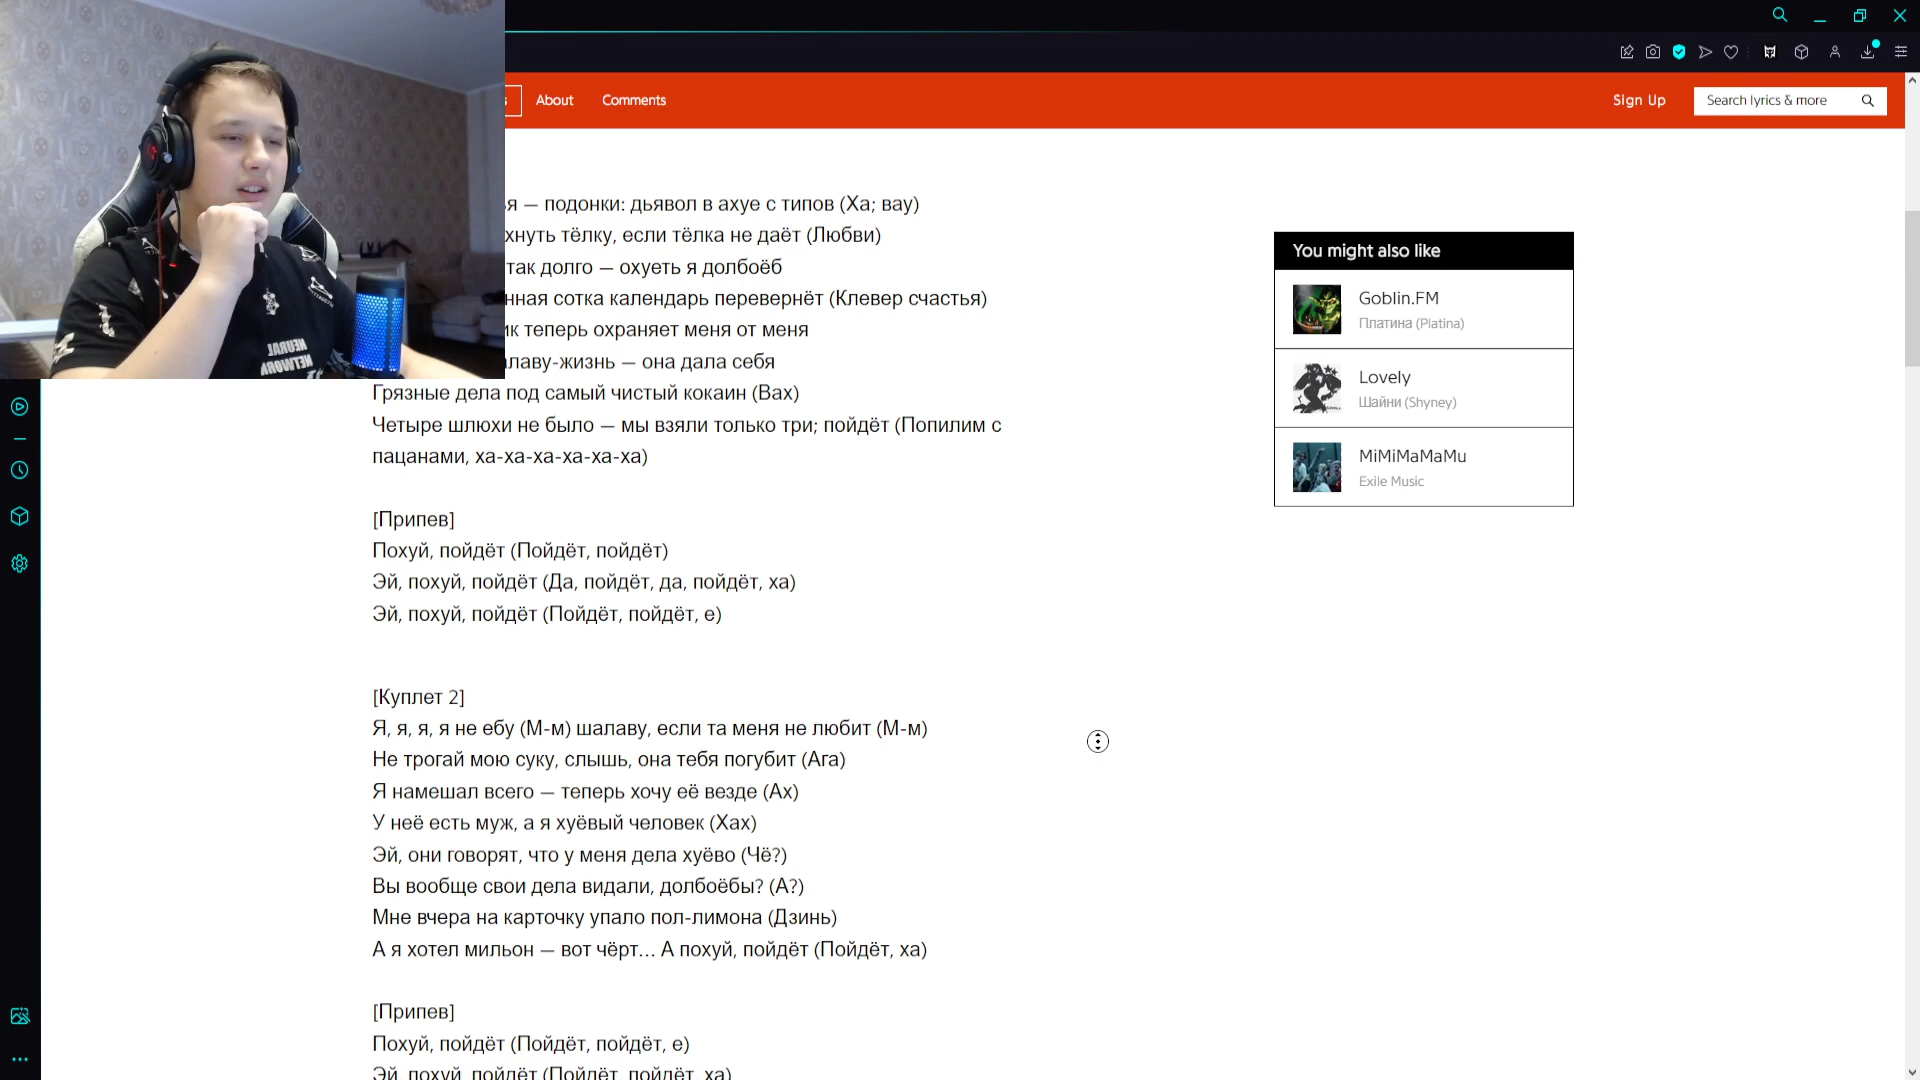 About
Comments
Sign Up
Search lyrics & more
— подонки: дьявол в ахуе с типов (Ха; вау)
тёлку, если тёлка не даёт (Любви)
так долго — охуеть я долбоёб
сотка календарь перевернёт (Клевер счастья)
теперь охраняет меня от меня
— она дала себя
Грязные дела под самый чистый кокаин (Вах)
Четыре шлюхи не было — мы взяли только три; пойдёт (Попилим с
пацанами, ха-ха-ха-ха-ха-ха)
[Припев]
Похуй, пойдёт (Пойдёт, пойдёт)
Эй, похуй, пойдёт (Да, пойдёт, да, пойдёт, ха)
Эй, похуй, пойдёт (Пойдёт, пойдёт, е)
[Куплет 2]
Я, я, я, я не ебу (М-м) шалаву, если та меня не любит (М-м)
Не трогай мою суку, слышь, она тебя погубит (Ага)
Я намешал всего — теперь хочу её везде (Ах)
У неё есть муж, а я хуёвый человек (Хах)
Эй, они говорят, что у меня дела хуёво (Чё?)
Вы вообще свои дела видали, долбоёбы? (А?)
Мне вчера на карточку упало пол-лимона (Дзинь)
А я хотел мильон — вот чёрт... А похуй, пойдёт (Пойдёт, ха)
[Припев]
Похуй, пойдёт (Пойдёт, пойдёт, е)
Эй, похуй, пойдёт (Пойдёт, пойдёт, ха)
You might also like
Goblin.FM
Платина (Platina)
Lovely
Шайни (Shyney)
MiMiMaMaMu
Exile Music
NEURAL
NETWORK